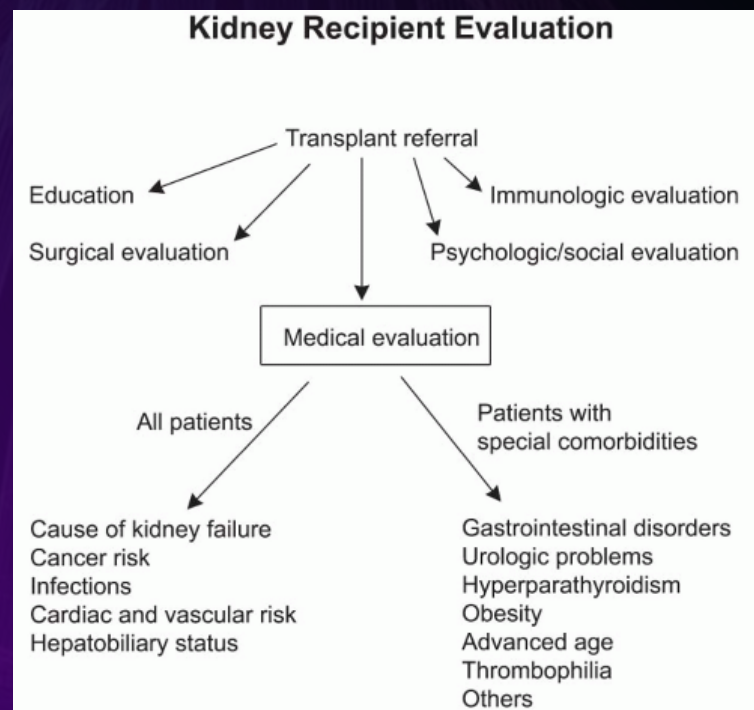 Kidney Recipient Evaluation
Transplant referral
Education
Immunologic evaluation
Surgical evaluation
Psychologic/social evaluation
Medical evaluation
All patients
Patients with
special comorbidities
Cause of kidney failure
Cancer risk
Infections
Cardiac and vascular risk
Hepatobiliary status
Gastrointestinal disorders
Urologic problems
Hyperparathyroidism
Obesity
Advanced age
Thrombophilia
Others